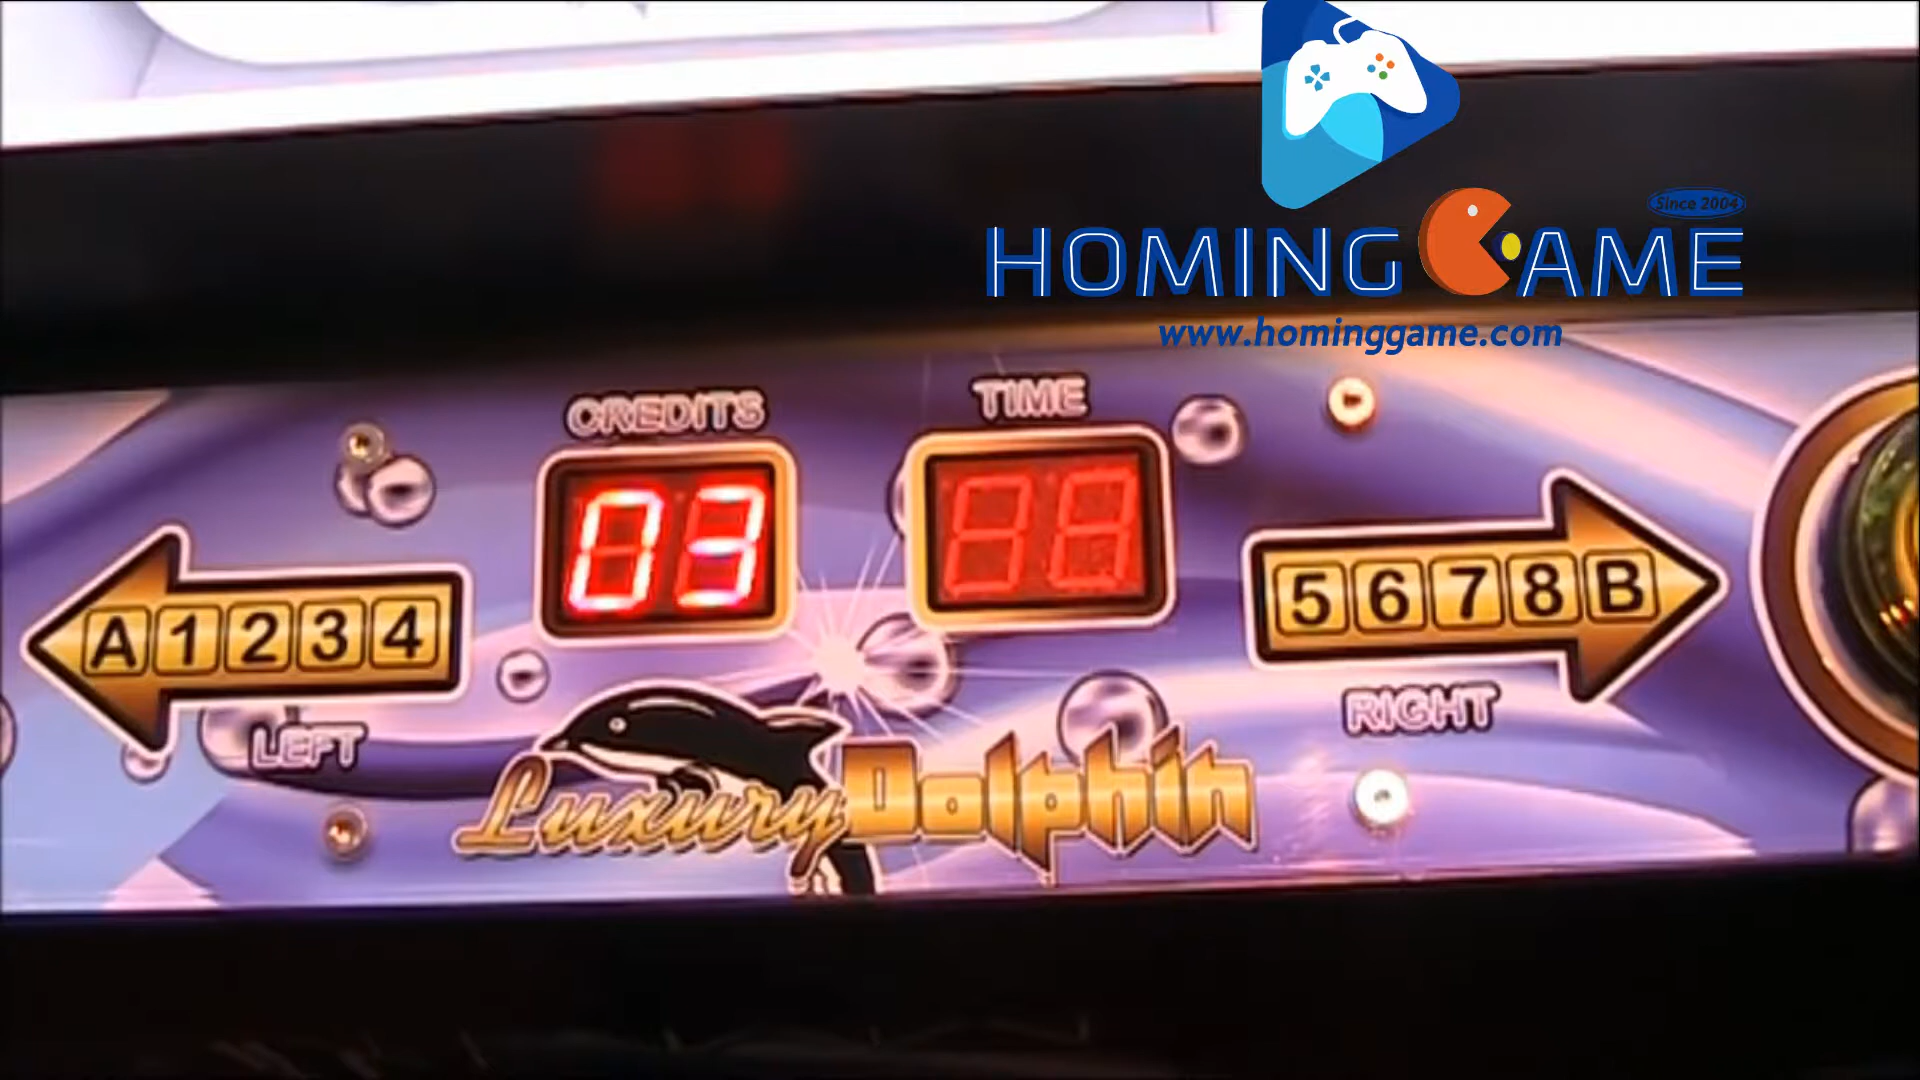 Since 2004
HOMING GAME
www.hominggame.com
CREDITS
TIME
03
A1234
5678B
LEFT
RIGHT
Luxury Dolphin